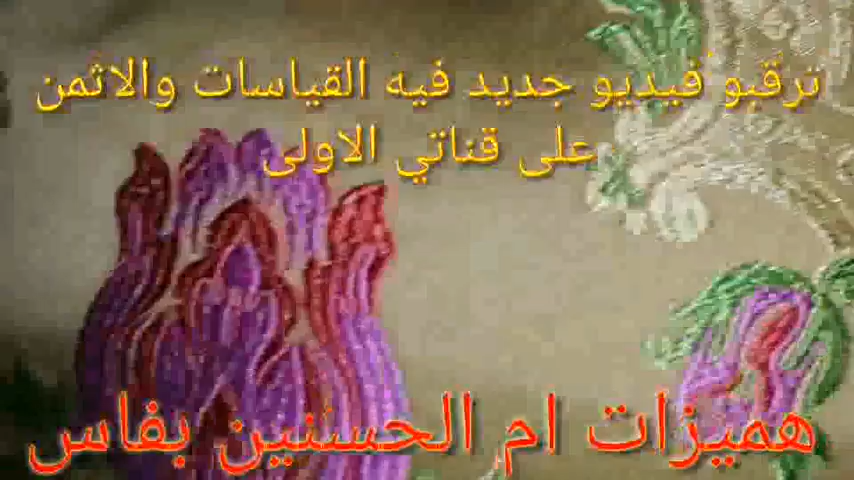 ترقبو فيديو جديد فيه القياسات والاثمن
على قناتي الاولى
هميزات ام الحسنين بفاس